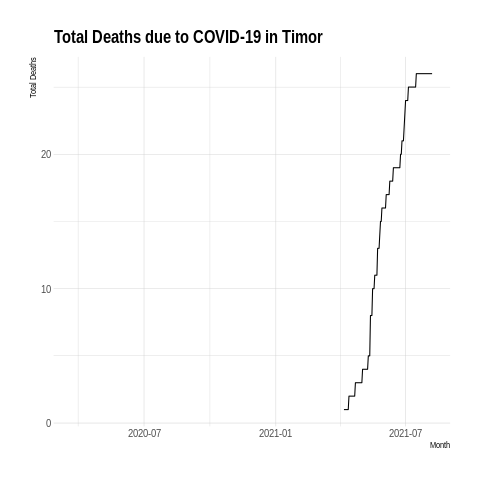 Total Deaths due to COVID-19 in Timor
Total Deaths
20
10
0
2020-07 2021-01 2021-07
Month